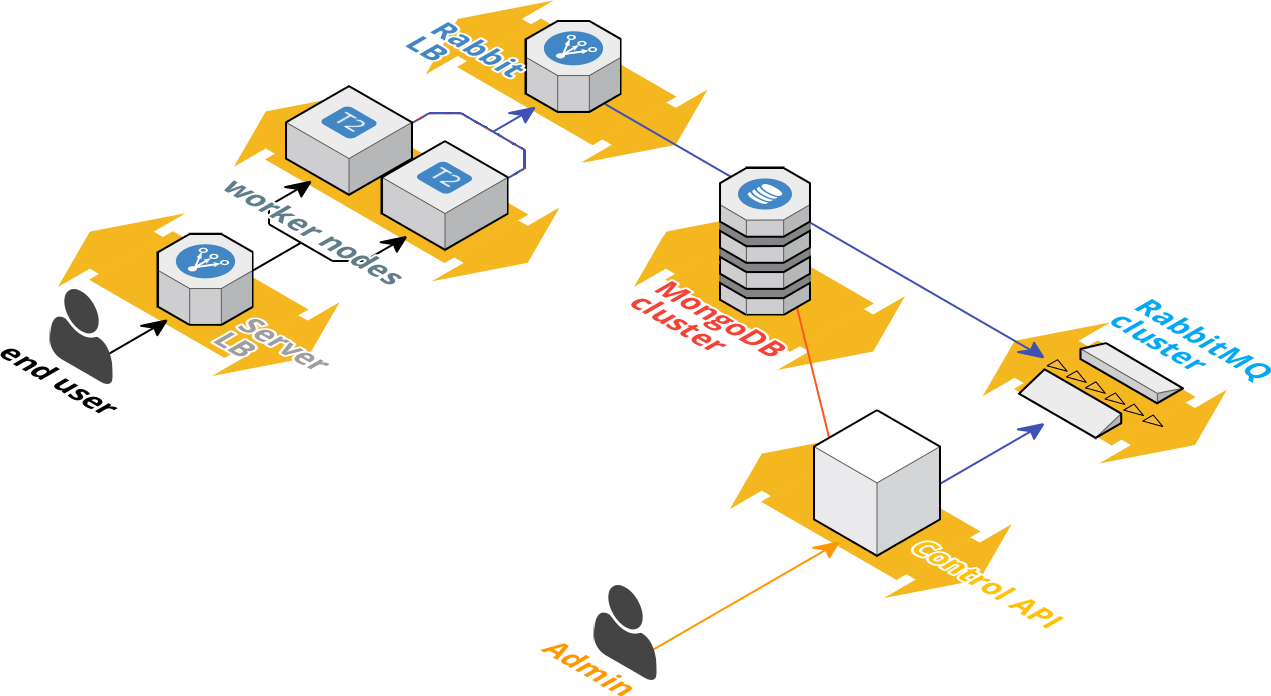 Rabbit
LB
T2
T2
worker nodes
Server
LB
end user
MongoDB
cluster
RabbitMQ
cluster
Control API
Admin